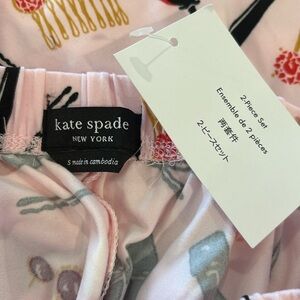 kate spade
NEW YORK
S made in cambodia
2-Piece Set
Ensemble de 2 pièces
两套件
2-ピースセット